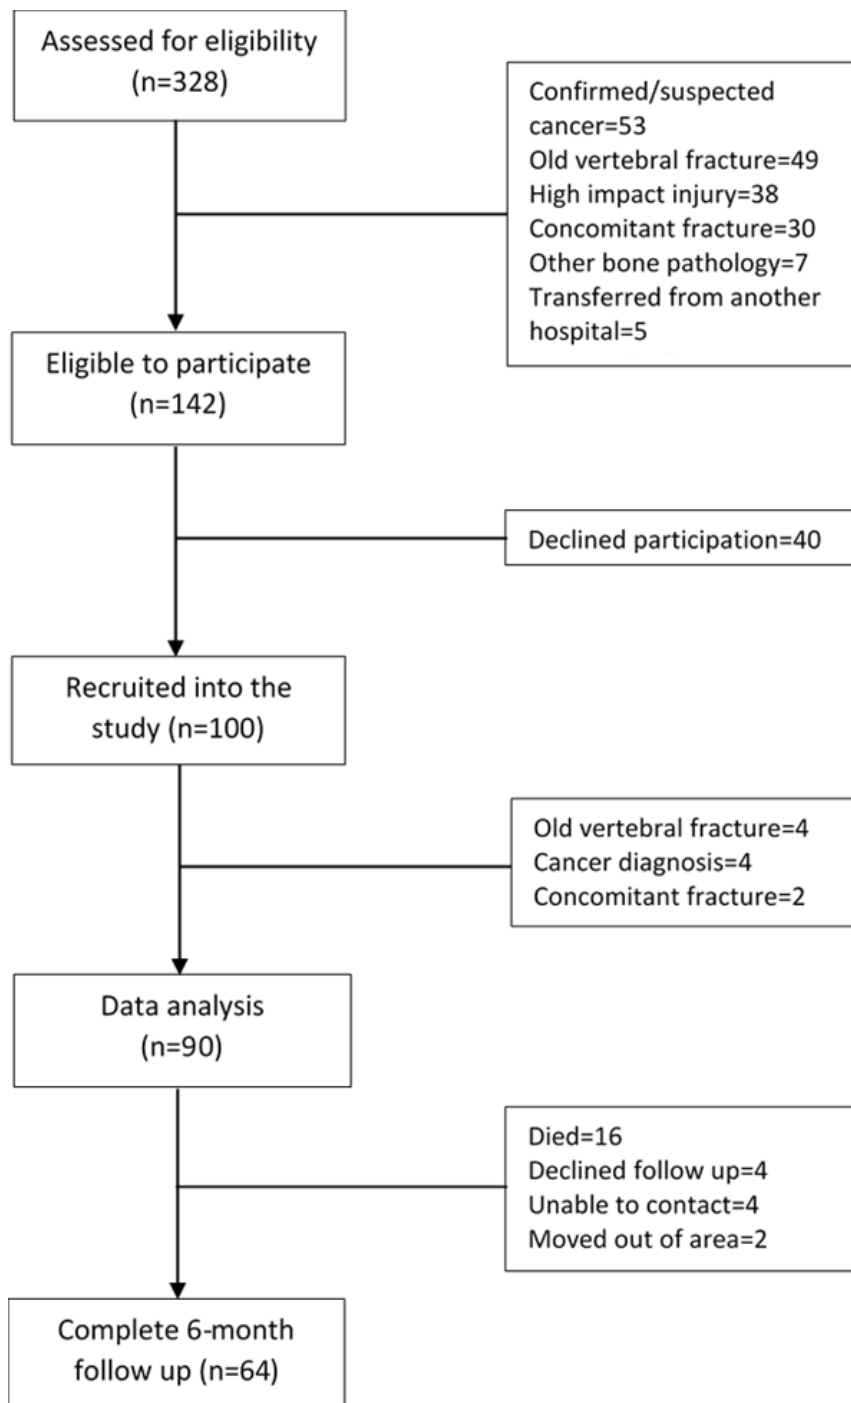 Assessed for eligibility
(n=328)
Confirmed/suspected
cancer=53
Old vertebral fracture=49
High impact injury=38
Concomitant fracture=30
Other bone pathology=7
Transferred from another
hospital=5
Eligible to participate
(n=142)
Declined participation=40
Recruited into the
study (n=100)
Old vertebral fracture=4
Cancer diagnosis=4
Concomitant fracture=2
Data analysis
(n=90)
Died=16
Declined follow up=4
Unable to contact=4
Moved out of area=2
Complete 6-month
follow up (n=64)